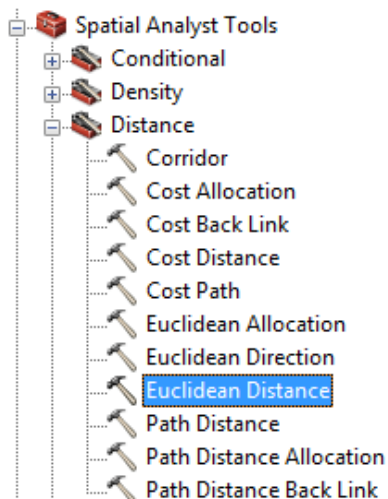 Spatial Analyst Tools
Conditional
Density
Distance
Corridor
Cost Allocation
Cost Back Link
Cost Distance
Cost Path
Euclidean Allocation
Euclidean Direction
Euclidean Distance
Path Distance
Path Distance Allocation
Path Distance Back Link